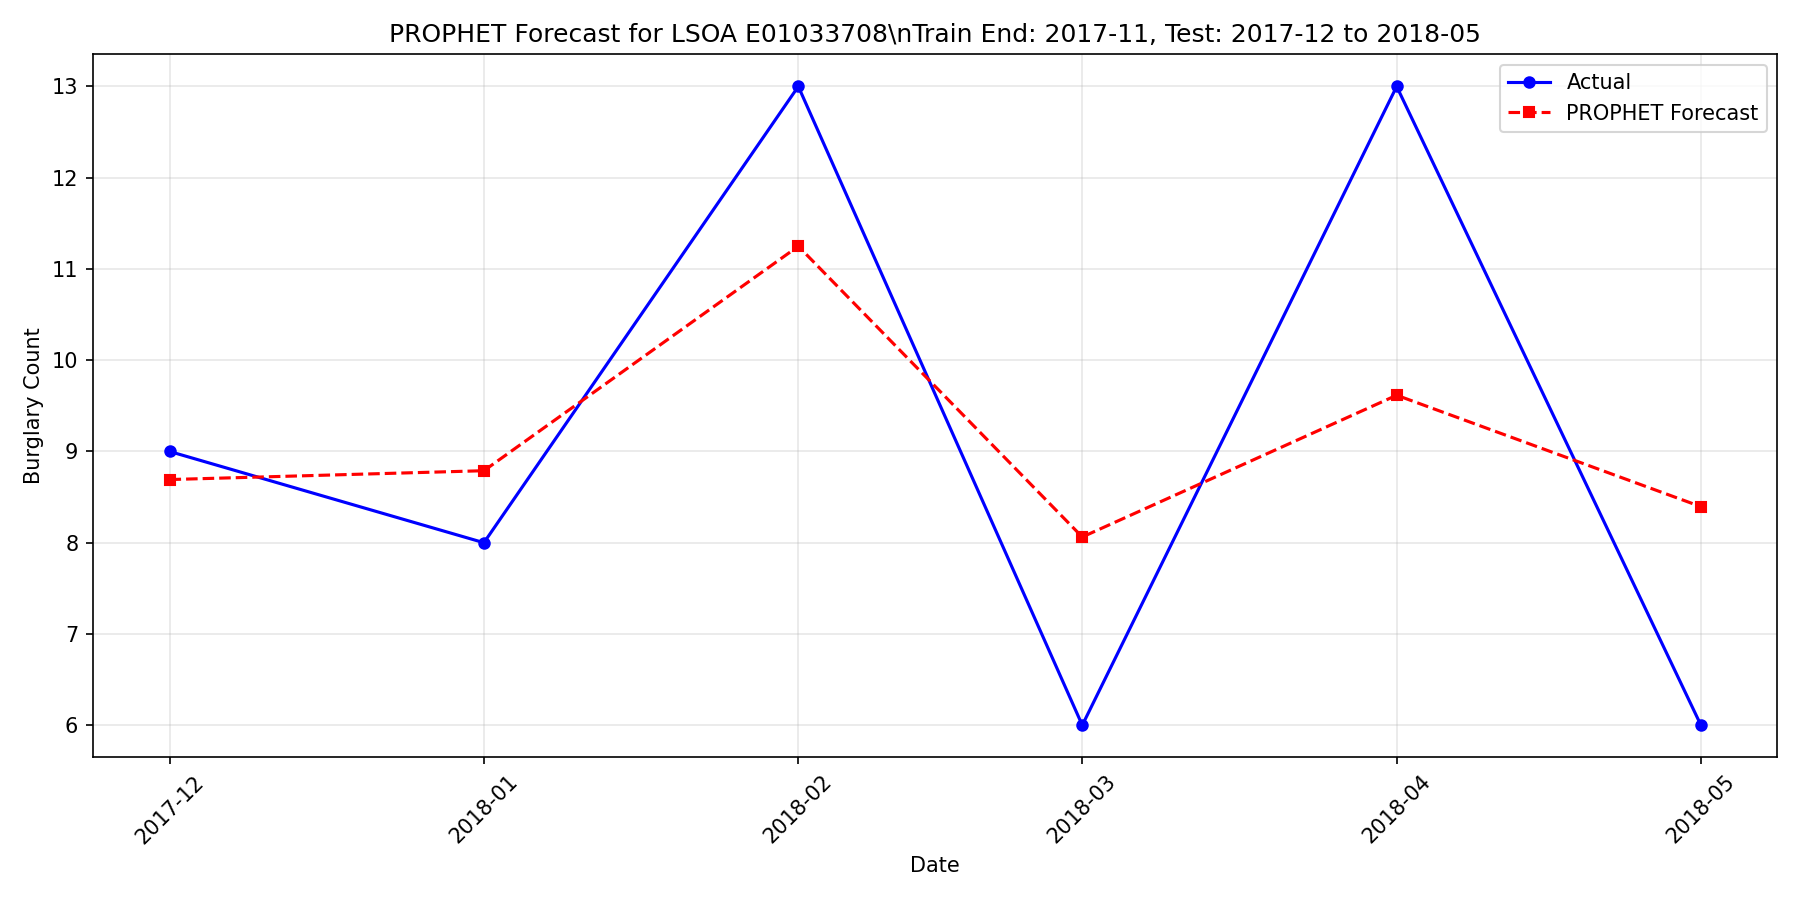 PROPHET Forecast for LSOA E01033708\nTrain End: 2017-11, Test: 2017-12 to 2018-05
Actual
PROPHET Forecast
Burglary Count
13
12
11
10
9
8
7
6
2017-12
2018-01
2018-02
2018-03
2018-04
2018-05
Date